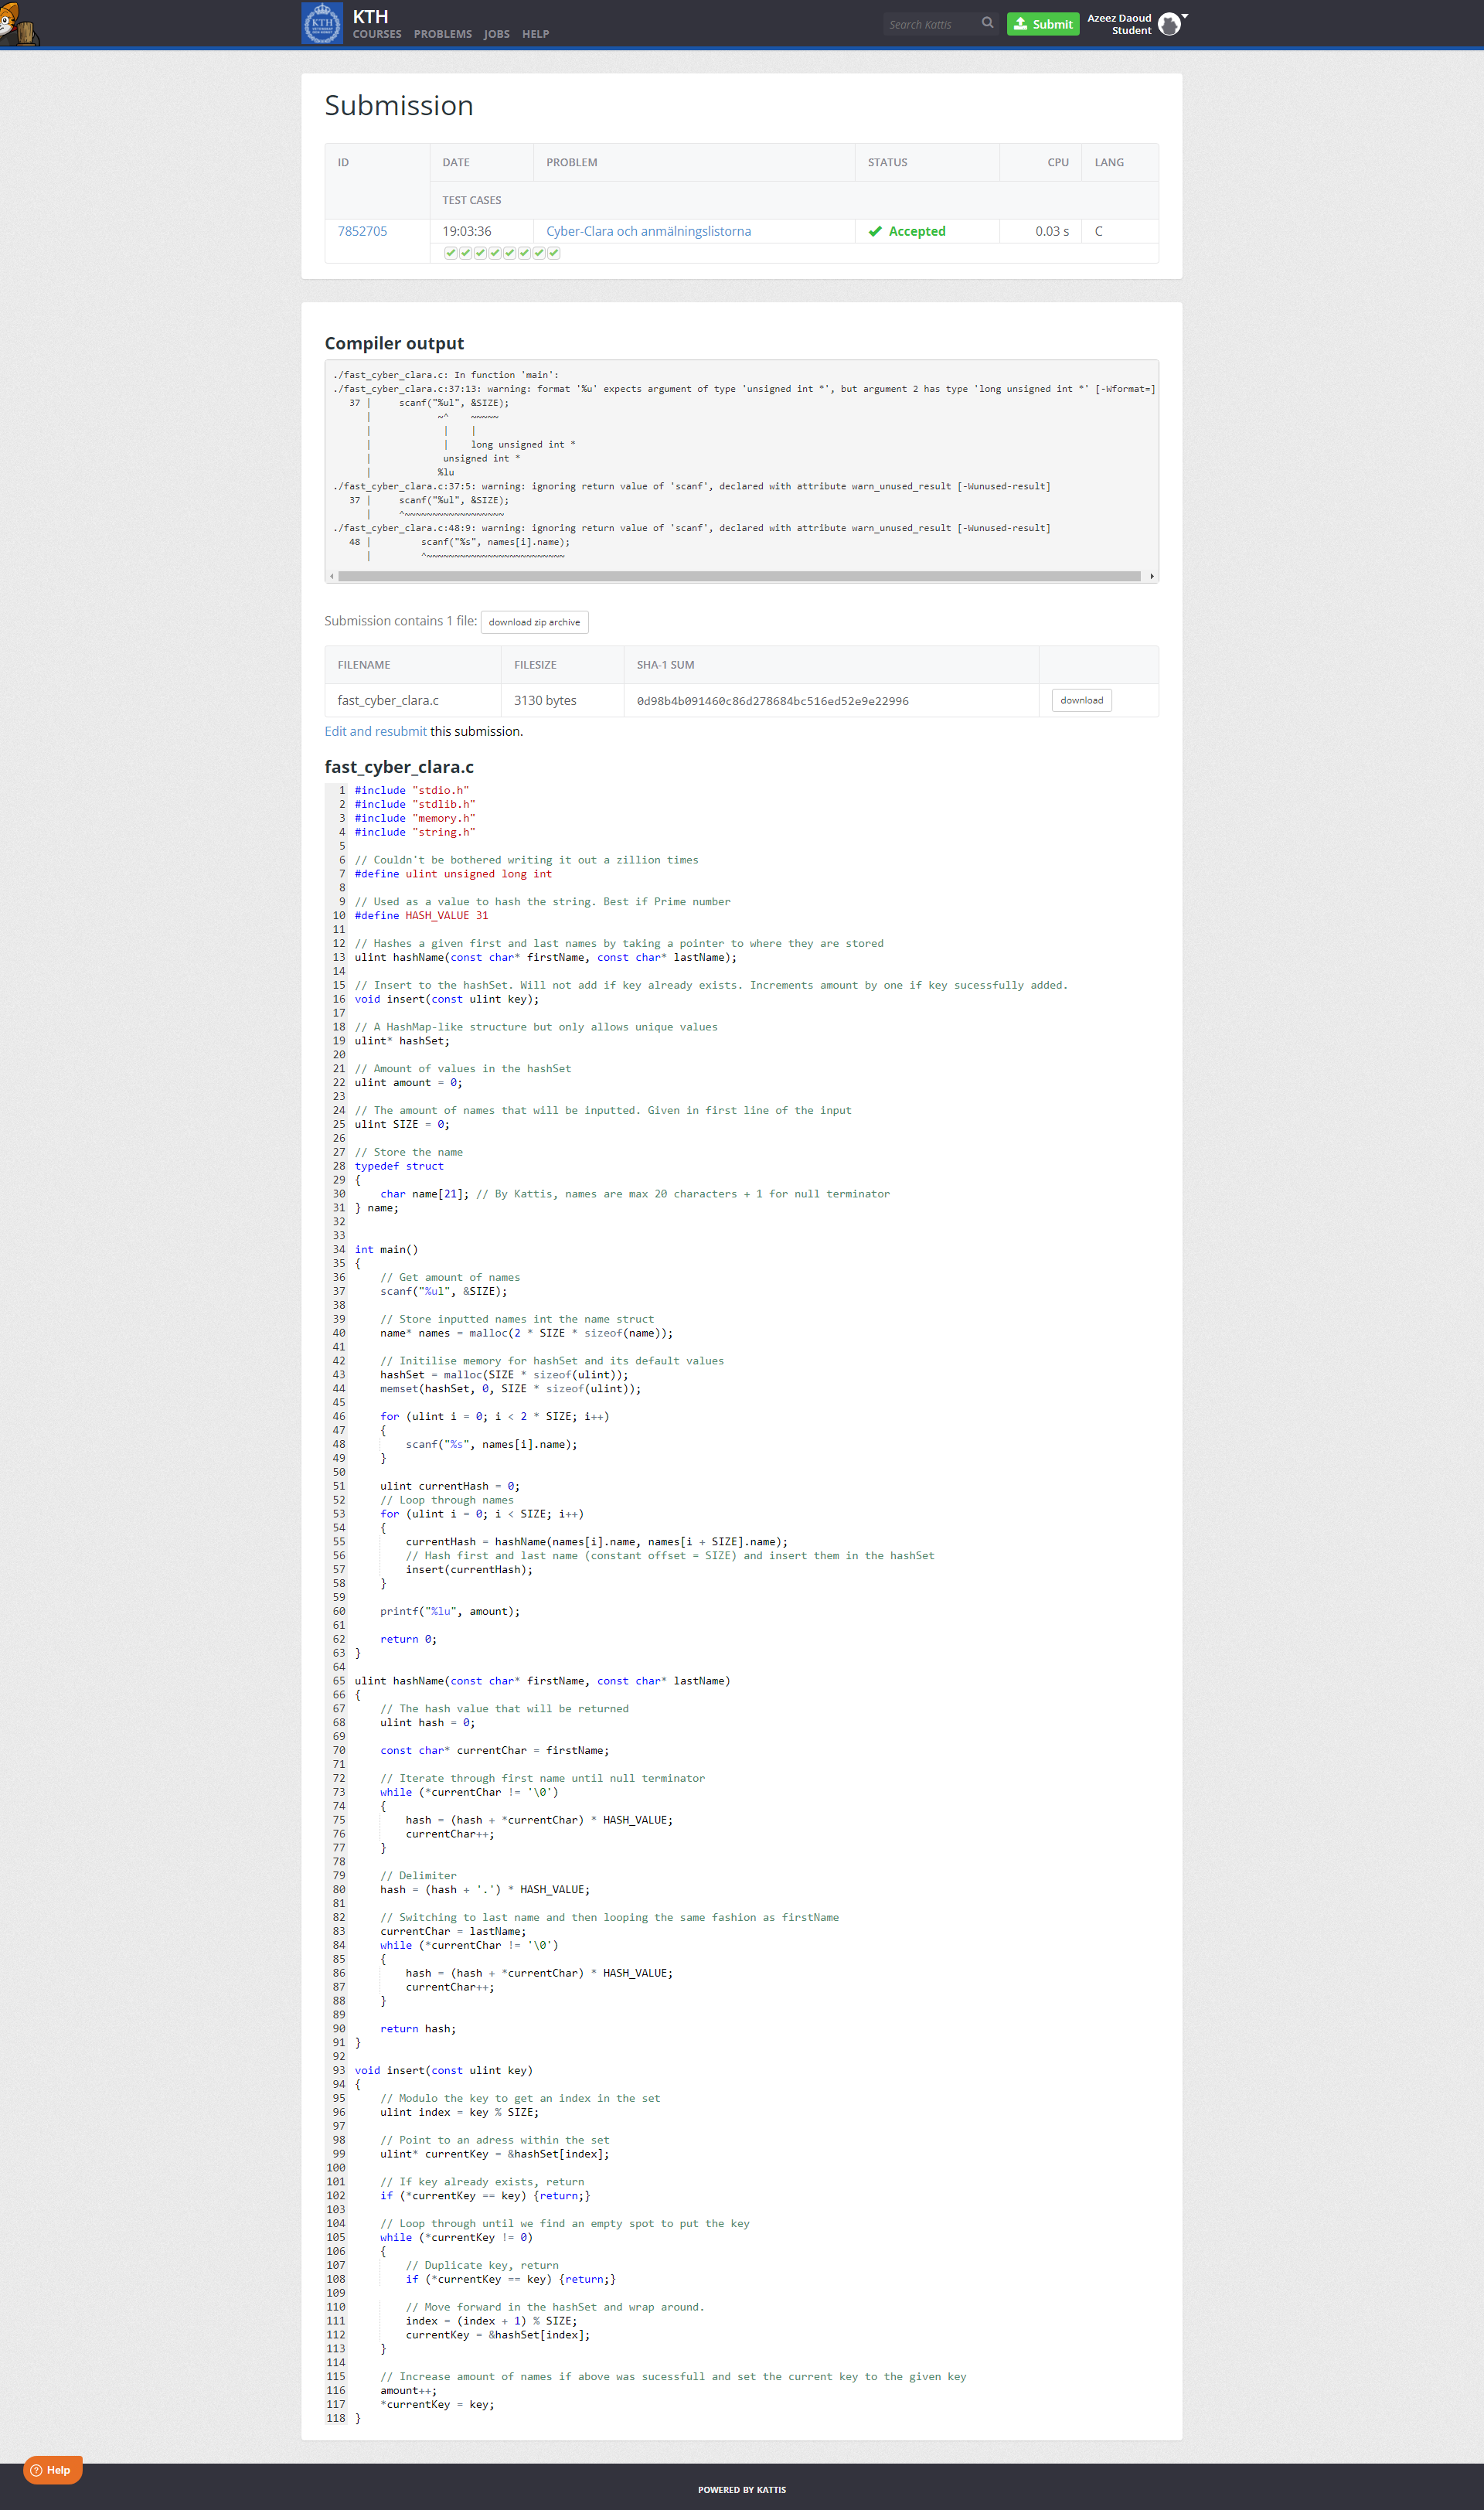 KTH
COURSES PROBLEMS JOBS HELP
Search Kattis
Submit
Azeez Daoud
Student
Submission
ID DATE PROBLEM STATUS CPU LANG
TEST CASES
7852705 19:03:36 Cyber-Clara och anmälningslistorna Accepted 0.03 s C
Compiler output
./fast_cyber_clara.c: In function 'main':
./fast_cyber_clara.c:37:13: warning: format '%u' expects argument of type 'unsigned int *', but argument 2 has type 'long unsigned int *' [-Wformat=]
37 | scanf("%ul", &SIZE);
| ~^ ~~~~~
| | |
| | long unsigned int *
| unsigned int *
| %lu
./fast_cyber_clara.c:37:5: warning: ignoring return value of 'scanf', declared with attribute warn_unused_result [-Wunused-result]
37 | scanf("%ul", &SIZE);
| ^~~~~~~~~~~~~~~~~~~
./fast_cyber_clara.c:48:9: warning: ignoring return value of 'scanf', declared with attribute warn_unused_result [-Wunused-result]
48 | scanf("%s", names[i].name);
| ^~~~~~~~~~~~~~~~~~~~~~~~~~
Submission contains 1 file: download zip archive
FILENAME FILESIZE SHA-1 SUM
fast_cyber_clara.c 3130 bytes 0d98b4b091460c86d278684bc516ed52e9e22996 download
Edit and resubmit this submission.
fast_cyber_clara.c
1 #include "stdio.h"
2 #include "stdlib.h"
3 #include "memory.h"
4 #include "string.h"
5
6 // Couldn't be bothered writing it out a zillion times
7 #define ulint unsigned long int
8
9 // Used as a value to hash the string. Best if Prime number
10 #define HASH_VALUE 31
11
12 // Hashes a given first and last names by taking a pointer to where they are stored
13 ulint hashName(const char* firstName, const char* lastName);
14
15 // Insert to the hashSet. Will not add if key already exists. Increments amount by one if key sucessfully added.
16 void insert(const ulint key);
17
18 // A HashMap-like structure but only allows unique values
19 ulint* hashSet;
20
21 // Amount of values in the hashSet
22 ulint amount = 0;
23
24 // The amount of names that will be inputted. Given in first line of the input
25 ulint SIZE = 0;
26
27 // Store the name
28 typedef struct
29 {
30 char name[21]; // By Kattis, names are max 20 characters + 1 for null terminator
31 } name;
32
33
34 int main()
35 {
36 // Get amount of names
37 scanf("%ul", &SIZE);
38
39 // Store inputted names int the name struct
40 name* names = malloc(2 * SIZE * sizeof(name));
41
42 // Initilise memory for hashSet and its default values
43 hashSet = malloc(SIZE * sizeof(ulint));
44 memset(hashSet, 0, SIZE * sizeof(ulint));
45
46 for (ulint i = 0; i < 2 * SIZE; i++)
47 {
48 scanf("%s", names[i].name);
49 }
50
51 ulint currentHash = 0;
52 // Loop through names
53 for (ulint i = 0; i < SIZE; i++)
54 {
55 currentHash = hashName(names[i].name, names[i + SIZE].name);
56 // Hash first and last name (constant offset = SIZE) and insert them in the hashSet
57 insert(currentHash);
58 }
59
60 printf("%lu", amount);
61
62 return 0;
63 }
64
65 ulint hashName(const char* firstName, const char* lastName)
66 {
67 // The hash value that will be returned
68 ulint hash = 0;
69
70 const char* currentChar = firstName;
71
72 // Iterate through first name until null terminator
73 while (*currentChar != '\0')
74 {
75 hash = (hash + *currentChar) * HASH_VALUE;
76 currentChar++;
77 }
78
79 // Delimiter
80 hash = (hash + '.') * HASH_VALUE;
81
82 // Switching to last name and then looping the same fashion as firstName
83 currentChar = lastName;
84 while (*currentChar != '\0')
85 {
86 hash = (hash + *currentChar) * HASH_VALUE;
87 currentChar++;
88 }
89
90 return hash;
91 }
92
93 void insert(const ulint key)
94 {
95 // Modulo the key to get an index in the set
96 ulint index = key % SIZE;
97
98 // Point to an adress within the set
99 ulint* currentKey = &hashSet[index];
100
101 // If key already exists, return
102 if (*currentKey == key) {return;}
103
104 // Loop through until we find an empty spot to put the key
105 while (*currentKey != 0)
106 {
107 // Duplicate key, return
108 if (*currentKey == key) {return;}
109
110 // Move forward in the hashSet and wrap around.
111 index = (index + 1) % SIZE;
112 currentKey = &hashSet[index];
113 }
114
115 // Increase amount of names if above was sucessfull and set the current key to the given key
116 amount++;
117 *currentKey = key;
118 }
Help
POWERED BY KATTIS